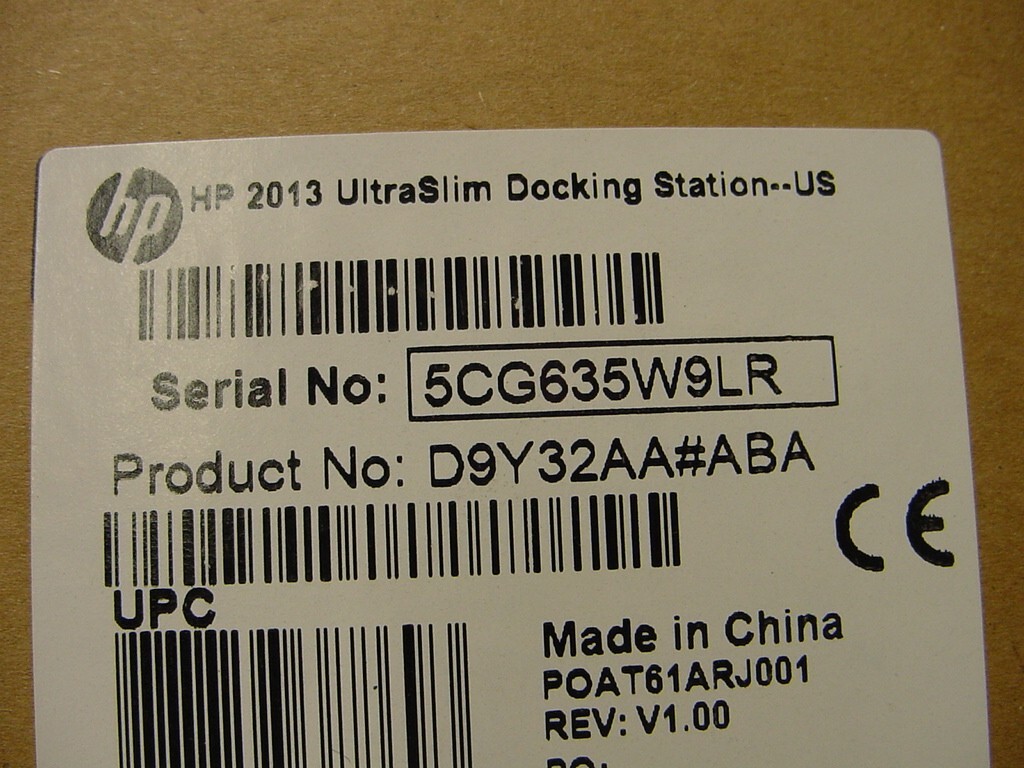 hp HP 2013 UltraSlim Docking Station--US
Serial No: 5CG635W9LR
Product No: D9Y32AA#ABA
CE
UPC
Made in China
POAT61ARJ001
REV: V1.00